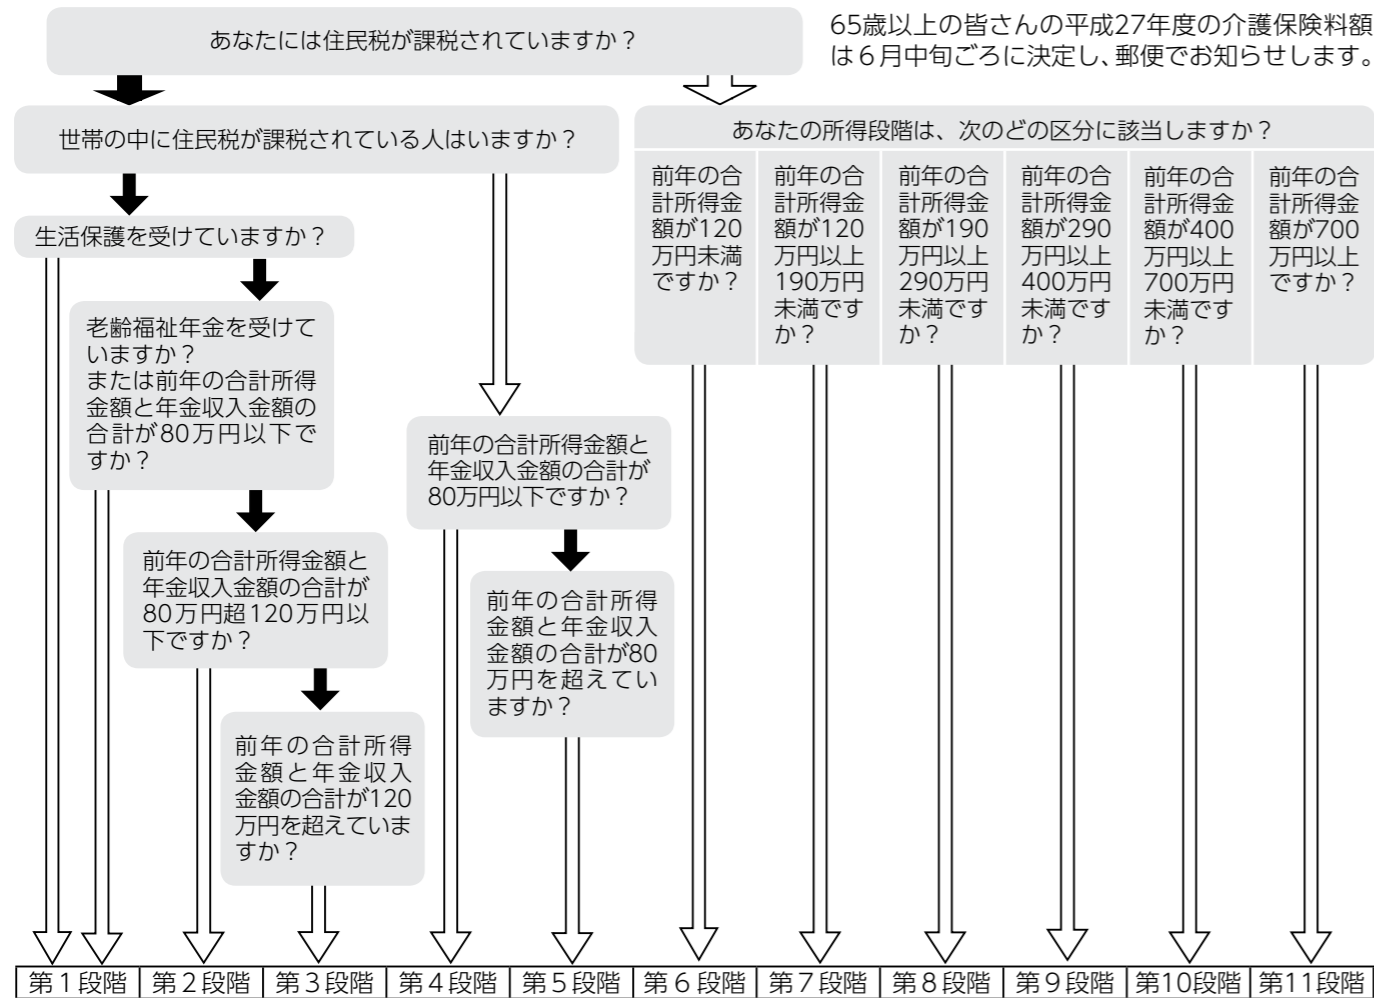 あなたには住民税が課税されていますか？
65歳以上の皆さんの平成27年度の介護保険料額
は６月中旬ごろに決定し、郵便でお知らせします。
世帯の中に住民税が課税されている人はいますか？
あなたの所得段階は、次のどの区分に該当しますか？
前年の合
計所得金
額が120
万円未満
ですか？
前年の合
計所得金
額が120
万円以上
190万円
未満です
か？
前年の合
計所得金
額が190
万円以上
290万円
未満です
か？
前年の合
計所得金
額が290
万円以上
400万円
未満です
か？
前年の合
計所得金
額が400
万円以上
700万円
未満です
か？
前年の合
計所得金
額が700
万円以上
ですか？
生活保護を受けていますか？
老齢福祉年金を受けて
いますか？
または前年の合計所得
金額と年金収入金額の
合計が80万円以下で
すか？
前年の合計所得金額と
年金収入金額の合計が
80万円以下ですか？
前年の合計所得金額と
年金収入金額の合計が
80万円超120万円以
下ですか？
前年の合計所得
金額と年金収入
金額の合計が80
万円を超えてい
ますか？
前年の合計所得
金額と年金収入
金額の合計が120
万円を超えていま
すか？
第１段階
第２段階
第３段階
第４段階
第５段階
第６段階
第７段階
第８段階
第９段階
第10段階
第11段階